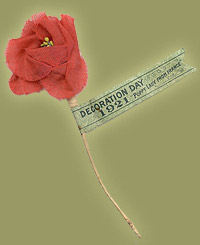 DECORATION DAY
1921 POPPY LADY FROM FRANCE